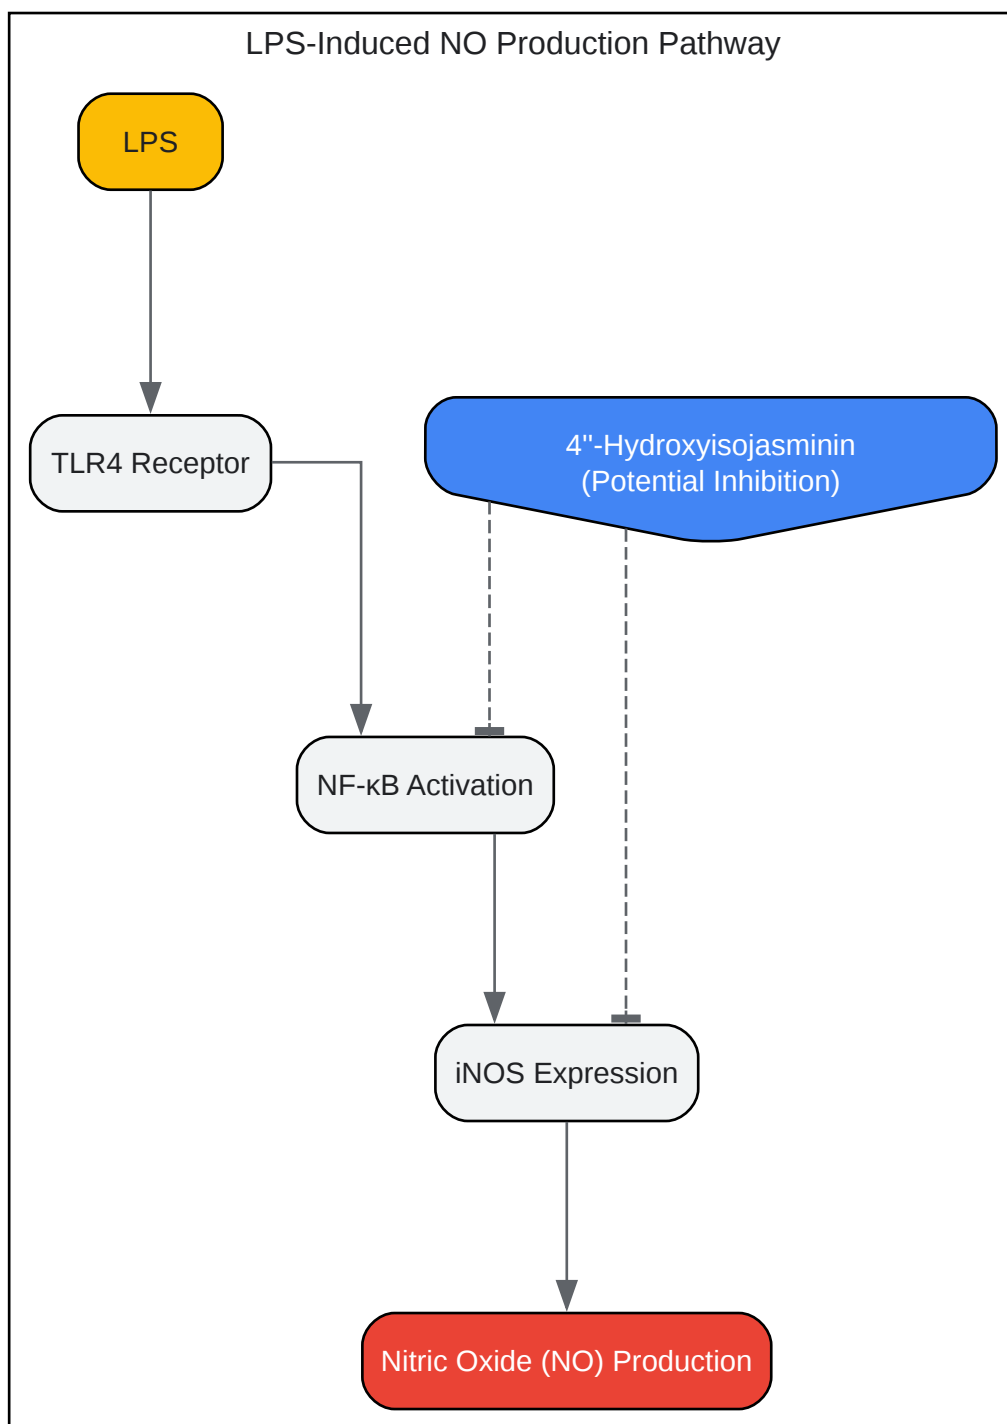 LPS-Induced NO Production Pathway
LPS
TLR4 Receptor
4''-Hydroxyisojasminin
(Potential Inhibition)
NF-κB Activation
iNOS Expression
Nitric Oxide (NO) Production